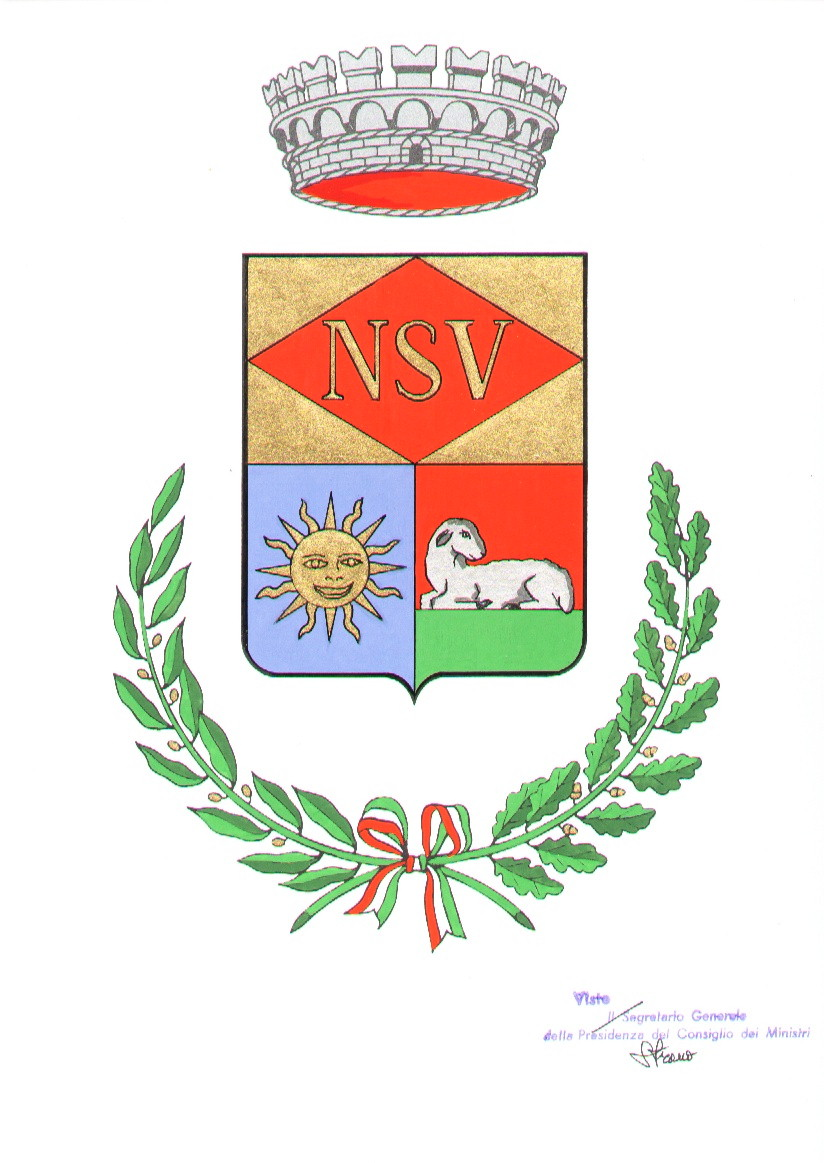 NSV
Visto
Il Segretario Generale
della Presidenza del Consiglio dei Ministri